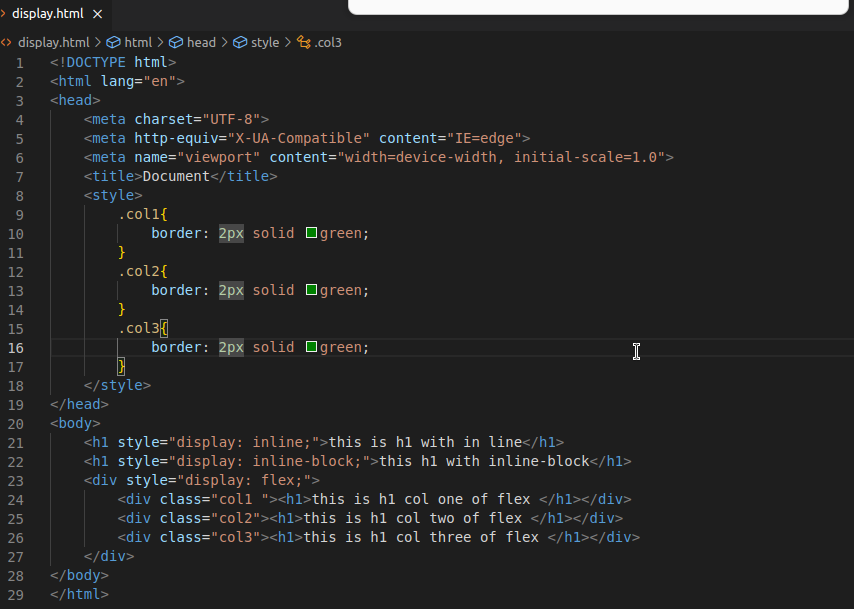 display.html
display.html > html > head > style > .col3
1 <!DOCTYPE html>
2 <html lang="en">
3 <head>
4     <meta charset="UTF-8">
5     <meta http-equiv="X-UA-Compatible" content="IE=edge">
6     <meta name="viewport" content="width=device-width, initial-scale=1.0">
7     <title>Document</title>
8     <style>
9         .col1{
10             border: 2px solid green;
11         }
12         .col2{
13             border: 2px solid green;
14         }
15         .col3{
16             border: 2px solid green;
17         }
18     </style>
19 </head>
20 <body>
21     <h1 style="display: inline;">this is h1 with in line</h1>
22     <h1 style="display: inline-block;">this h1 with inline-block</h1>
23     <div style="display: flex;">
24         <div class="col1 "><h1>this is h1 col one of flex </h1></div>
25         <div class="col2"><h1>this is h1 col two of flex </h1></div>
26         <div class="col3"><h1>this is h1 col three of flex </h1></div>
27     </div>
28 </body>
29 </html>